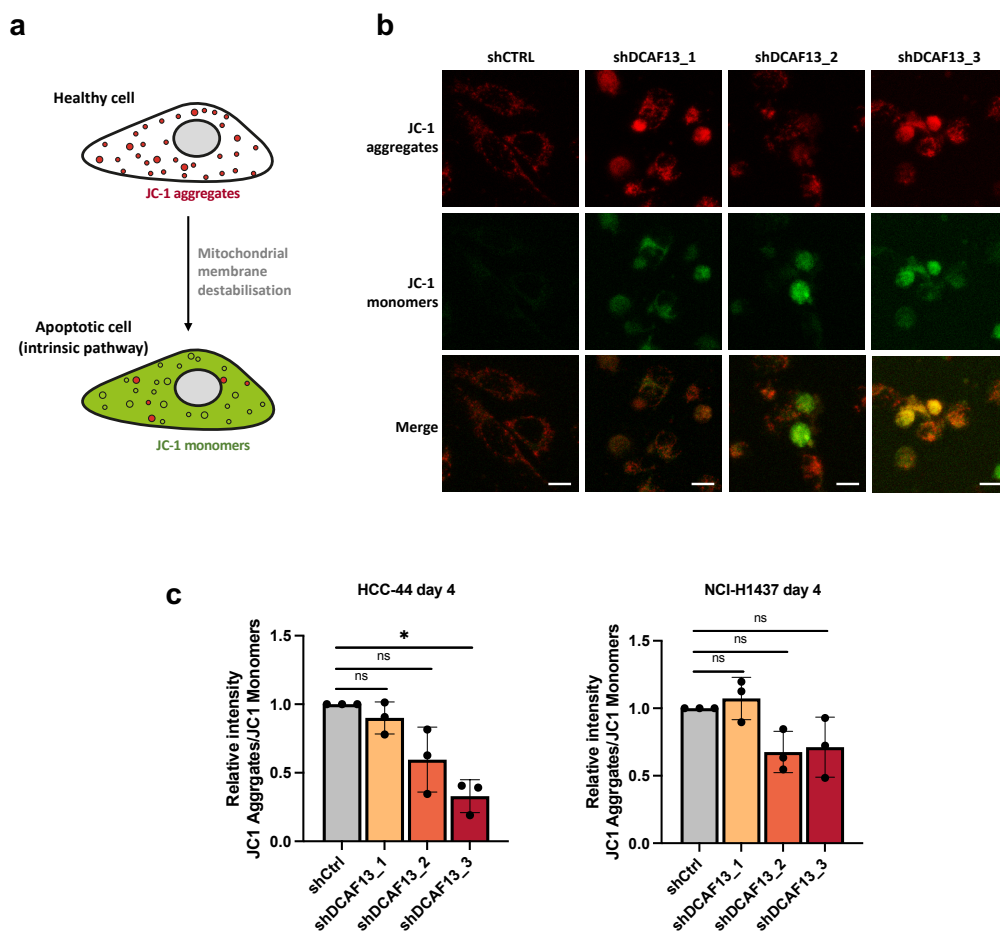 a
Healthy cell
JC-1 aggregates
Mitochondrial
membrane
destabilisation
Apoptotic cell
(intrinsic pathway)
JC-1 monomers
b
shCTRL
shDCAF13_1
shDCAF13_2
shDCAF13_3
JC-1
aggregates
JC-1
monomers
Merge
c
HCC-44 day 4
Relative intensity
JC1 Aggrgates/JC1 Monomers
1.5
1.0
0.5
0.0
*
ns
ns
shCtrl
shDCAF13_1
shDCAF13_2
shDCAF13_3
NCI-H1437 day 4
Relative intensity
JC1 Aggrgates/JC1 Monomers
1.5
1.0
0.5
0.0
ns
ns
ns
shCtrl
shDCAF13_1
shDCAF13_2
shDCAF13_3